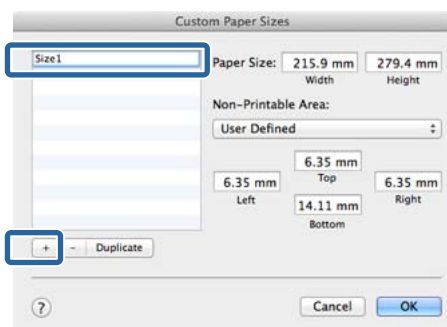 Custom Paper Sizes
Size1
Paper Size: 215.9 mm 279.4 mm
Width Height
Non-Printable Area:
User Defined
6.35 mm
Top
6.35 mm 6.35 mm
Left Right
14.11 mm
Bottom
+ - Duplicate
? Cancel OK